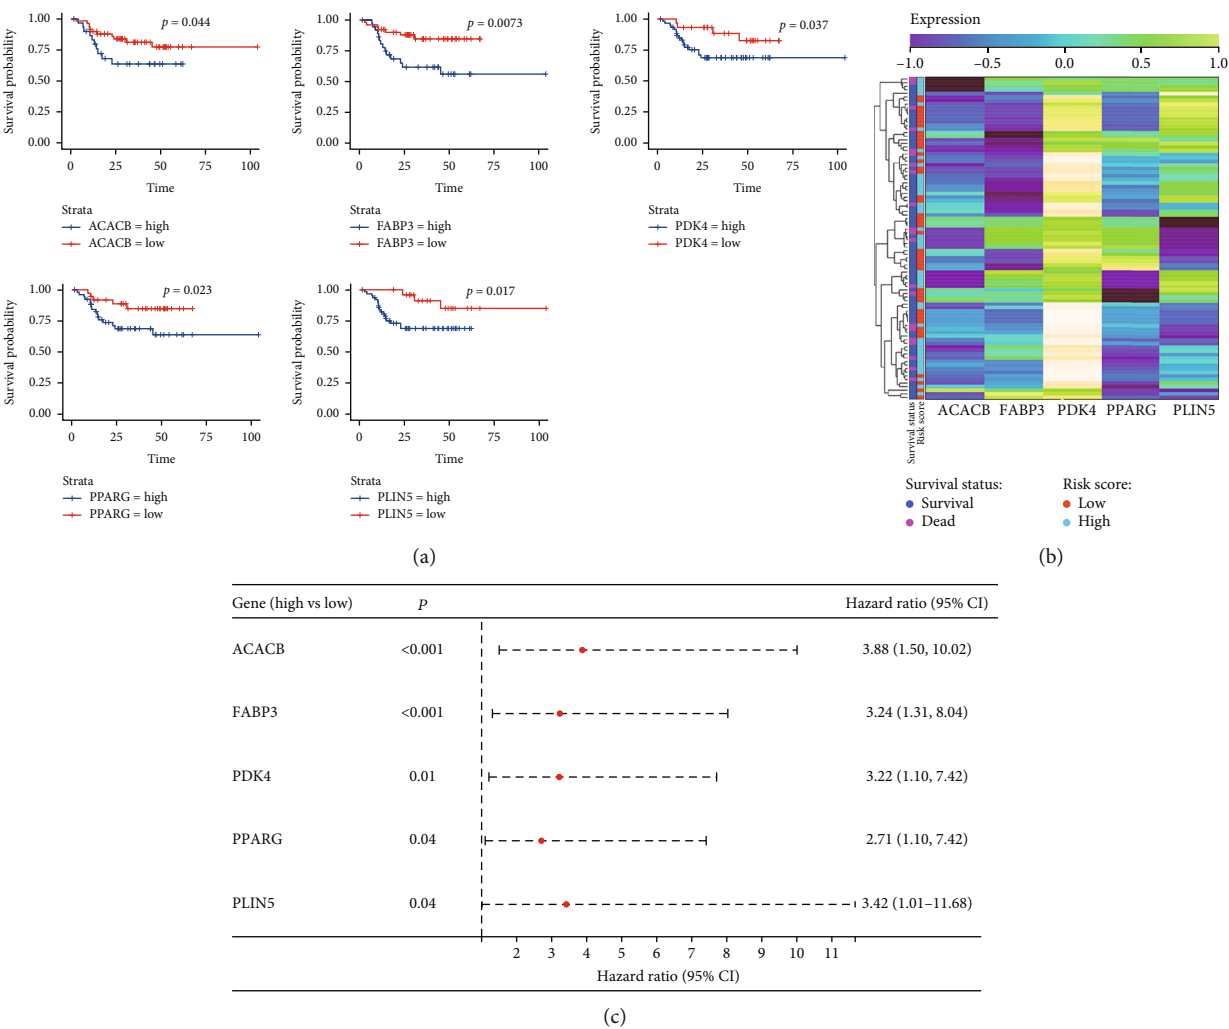 Survival probability
1.00
0.75
0.50
0.25
0.00
p = 0.044
0 25 50 75 100
Time
Strata
ACACB = high
ACACB = low
Survival probability
1.00
0.75
0.50
0.25
0.00
p = 0.0073
0 25 50 75 100
Time
Strata
FABP3 = high
FABP3 = low
Survival probability
1.00
0.75
0.50
0.25
0.00
p = 0.037
0 25 50 75 100
Time
Strata
PDK4 = high
PDK4 = low
Survival probability
1.00
0.75
0.50
0.25
0.00
p = 0.023
0 25 50 75 100
Time
Strata
PPARG = high
PPARG = low
Survival probability
1.00
0.75
0.50
0.25
0.00
p = 0.017
0 25 50 75 100
Time
Strata
PLIN5 = high
PLIN5 = low
(a)
Expression
−1.0 −0.5 0.0 0.5 1.0
ACACB FABP3 PDK4 PPARG PLIN5
Survival status
Risk score
Survival status:
Survival
Dead
Risk score:
Low
High
(b)
Gene (high vs low) P Hazard ratio (95% CI)
ACACB <0.001 3.88 (1.50, 10.02)
FABP3 <0.001 3.24 (1.31, 8.04)
PDK4 0.01 3.22 (1.10, 7.42)
PPARG 0.04 2.71 (1.10, 7.42)
PLIN5 0.04 3.42 (1.01–11.68)
2 3 4 5 6 7 8 9 10 11
Hazard ratio (95% CI)
(c)